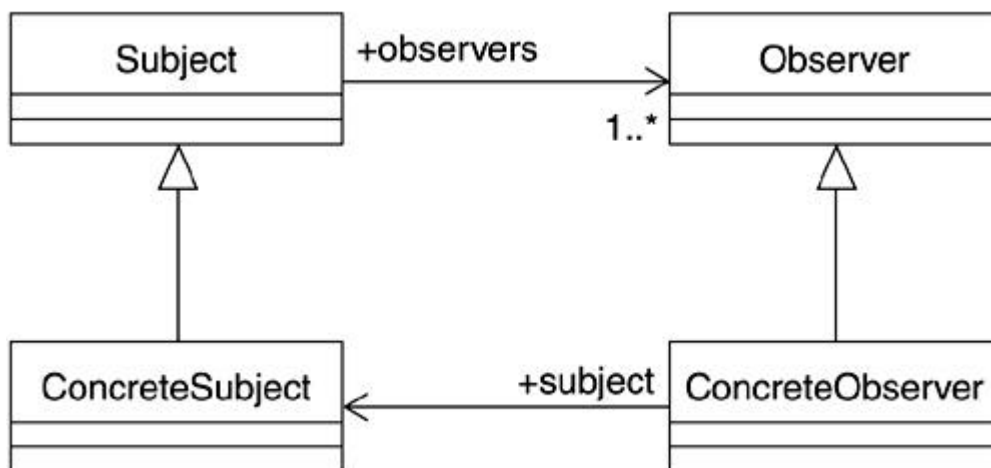 Subject
+observers
Observer
1..*
ConcreteSubject
+subject
ConcreteObserver